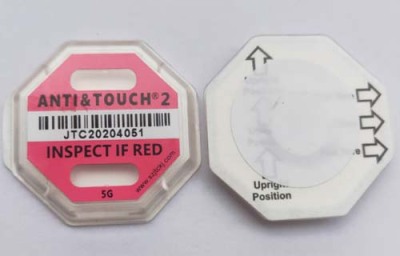 ANTI&TOUCH® 2
JTC20204051
INSPECT IF RED
5G
Upright
Position